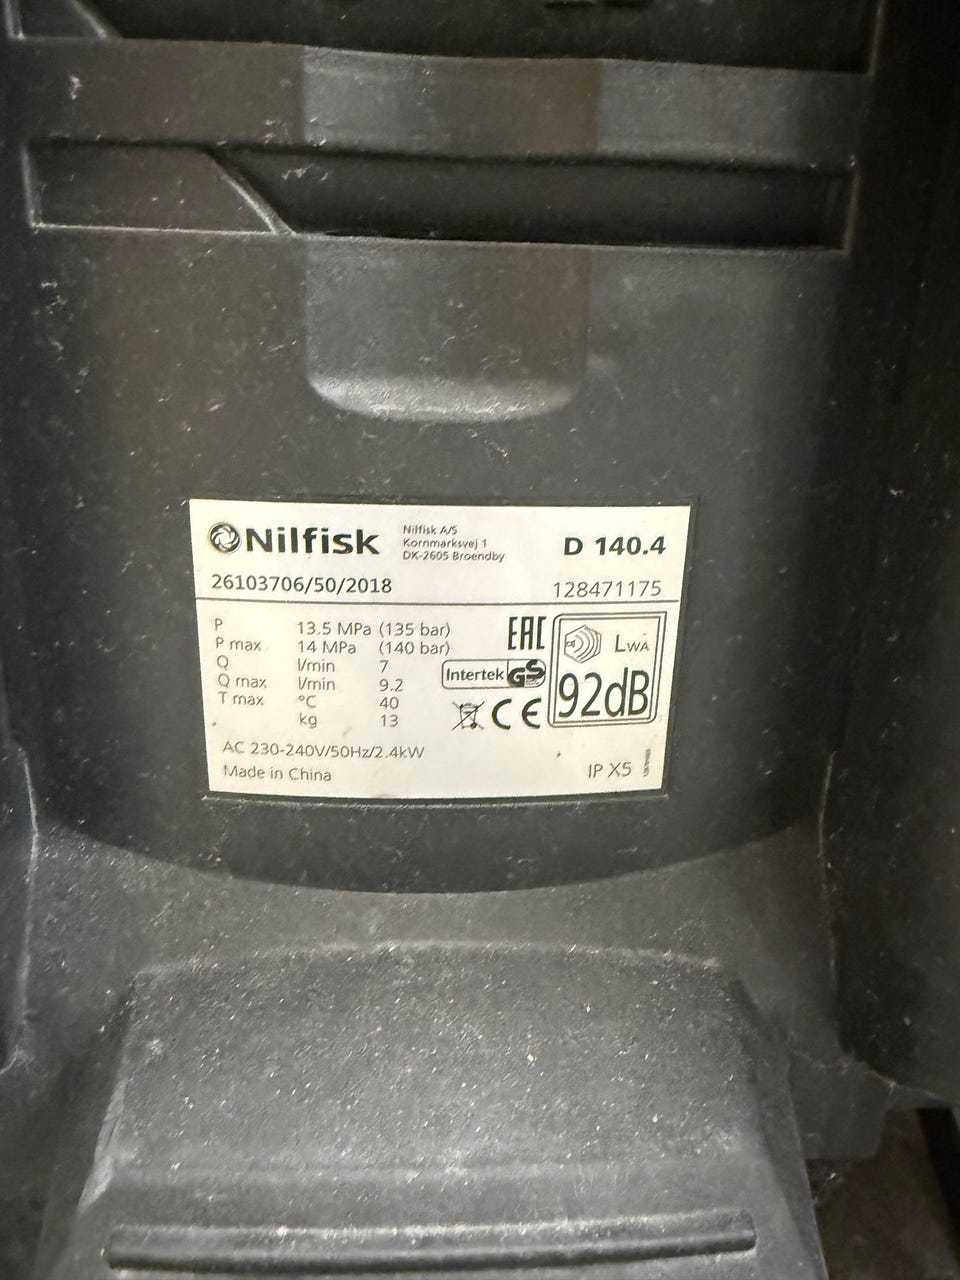 Nilfisk
Nilfisk A/S
Kornmarksvej 1
DK-2605 Broendby
D 140.4
26103706/50/2018
128471175
P 13.5 MPa (135 bar)
P max 14 MPa (140 bar)
Q l/min 7
Q max l/min 9.2
T max °C 40
kg 13
EAC
Intertek GS
CE
LWA
92dB
AC 230-240V/50Hz/2.4kW
Made in China
IP X5